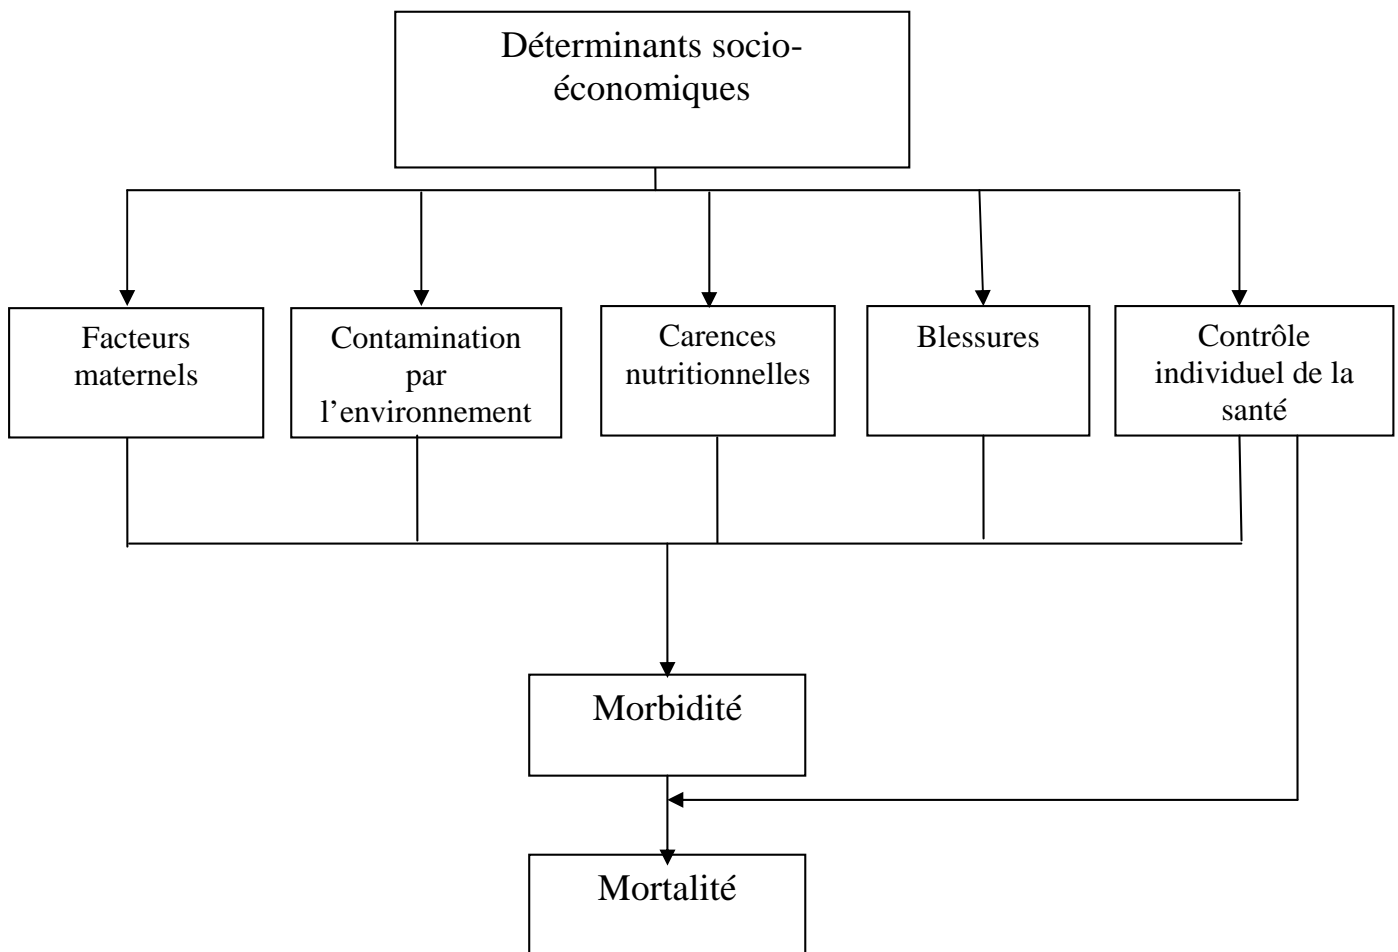 Déterminants socio-
économiques
Facteurs
maternels
Contamination
par
l’environnement
Carences
nutritionnelles
Blessures
Contrôle
individuel de la
santé
Morbidité
Mortalité